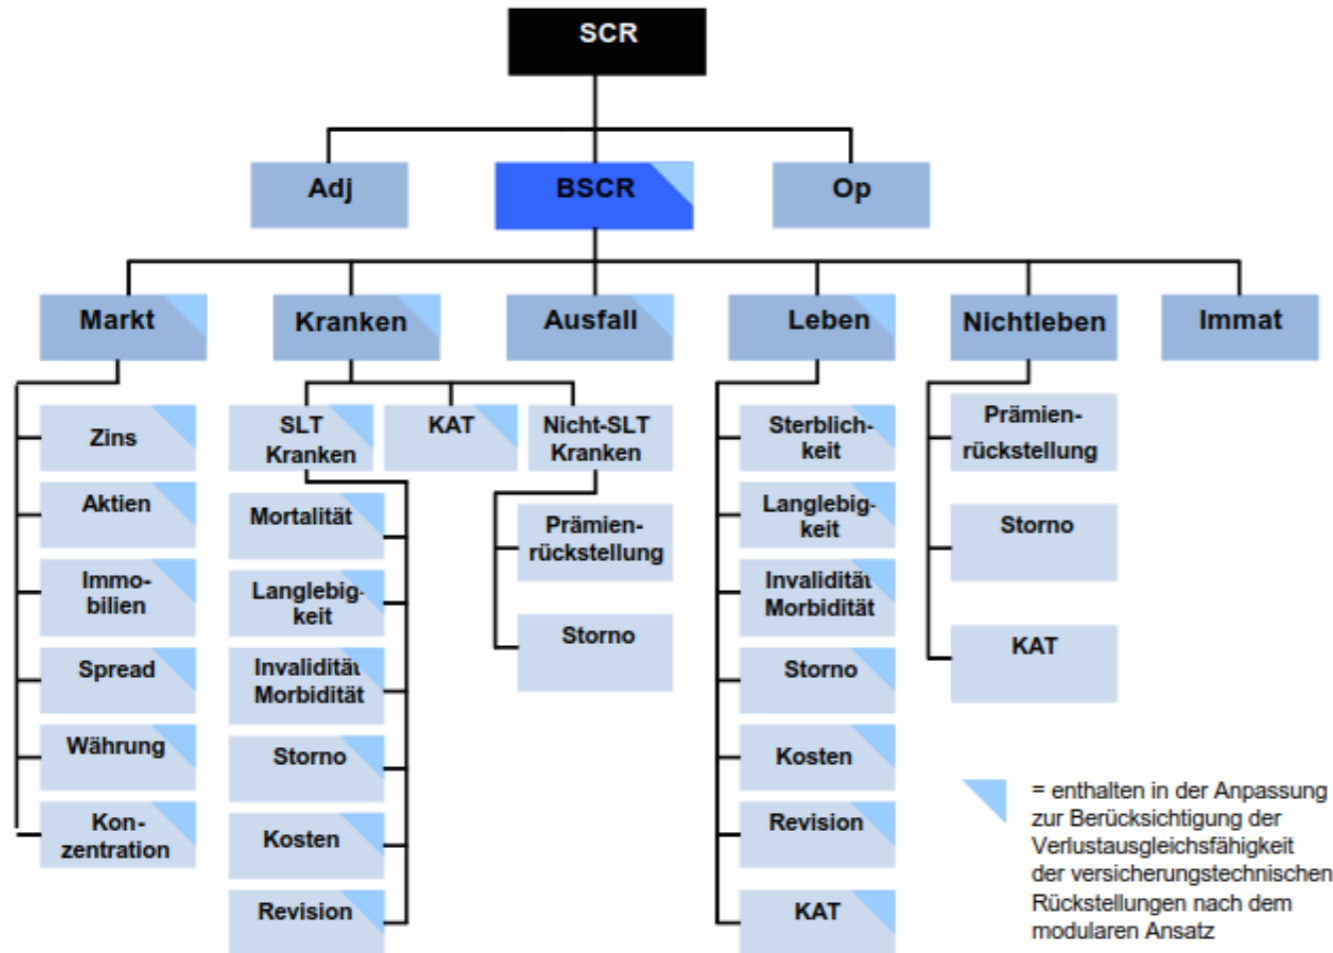 SCR
Adj
BSCR
Op
Markt
Kranken
Ausfall
Leben
Nichtleben
Immat
Zins
Aktien
Immo-
bilien
Spread
Währung
Kon-
zentration
SLT
Kranken
Mortalität
Langlebig-
keit
Invalidität
Morbidität
Storno
Kosten
Revision
KAT
Nicht-SLT
Kranken
Prämien-
rückstellung
Storno
Sterblich-
keit
Langlebig-
keit
Invalidität
Morbidität
Storno
Kosten
Revision
KAT
Prämien-
rückstellung
Storno
KAT
= enthalten in der Anpassung
zur Berücksichtigung der
Verlustausgleichsfähigkeit
der versicherungstechnischen
Rückstellungen nach dem
modularen Ansatz